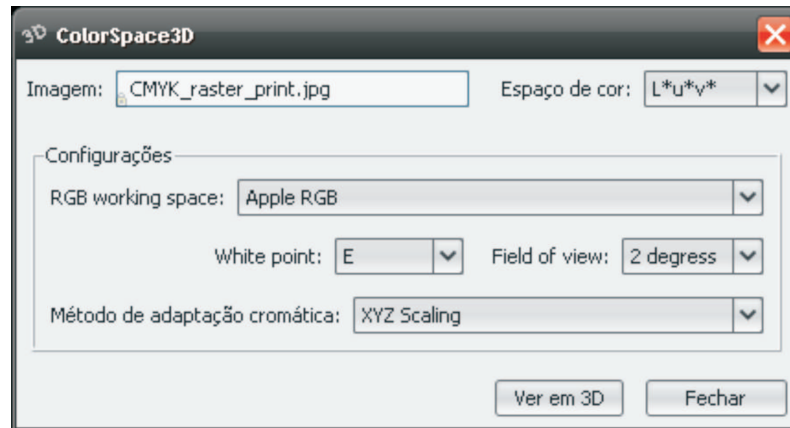 3D ColorSpace3D
Imagem: CMYK_raster_print.jpg Espaço de cor: L*u*v*
Configurações
RGB working space: Apple RGB
White point: E Field of view: 2 degress
Método de adaptação cromática: XYZ Scaling
Ver em 3D Fechar